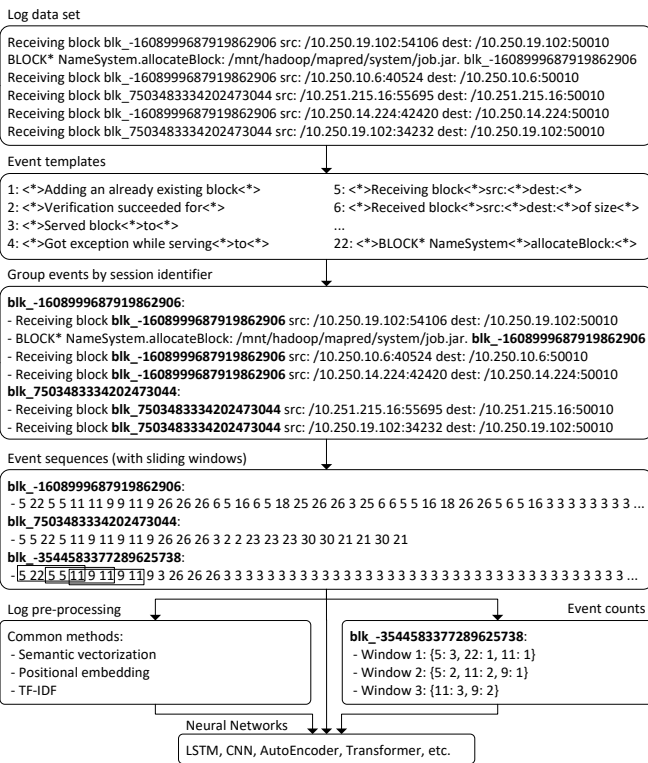 Log data set
Receiving block blk_-1608999687919862906 src: /10.250.19.102:54106 dest: /10.250.19.102:50010
BLOCK* NameSystem.allocateBlock: /mnt/hadoop/mapred/system/job.jar. blk_-1608999687919862906
Receiving block blk_-1608999687919862906 src: /10.250.10.6:40524 dest: /10.250.10.6:50010
Receiving block blk_7503483334202473044 src: /10.251.215.16:55695 dest: /10.251.215.16:50010
Receiving block blk_-1608999687919862906 src: /10.250.14.224:42420 dest: /10.250.14.224:50010
Receiving block blk_7503483334202473044 src: /10.250.19.102:34232 dest: /10.250.19.102:50010
Event templates
1: <*>Adding an already existing block<*>
2: <*>Verification succeeded for<*>
3: <*>Served block<*>to<*>
4: <*>Got exception while serving<*>to<*>
5: <*>Receiving block<*>src:<*>dest:<*>
6: <*>Received block<*>src:<*>dest:<*>of size<*>
...
22: <*>BLOCK* NameSystem<*>allocateBlock:<*>
Group events by session identifier
blk_-1608999687919862906:
- Receiving block blk_-1608999687919862906 src: /10.250.19.102:54106 dest: /10.250.19.102:50010
- BLOCK* NameSystem.allocateBlock: /mnt/hadoop/mapred/system/job.jar. blk_-1608999687919862906
- Receiving block blk_-1608999687919862906 src: /10.250.10.6:40524 dest: /10.250.10.6:50010
- Receiving block blk_-1608999687919862906 src: /10.250.14.224:42420 dest: /10.250.14.224:50010
blk_7503483334202473044:
- Receiving block blk_7503483334202473044 src: /10.251.215.16:55695 dest: /10.251.215.16:50010
- Receiving block blk_7503483334202473044 src: /10.250.19.102:34232 dest: /10.250.19.102:50010
Event sequences (with sliding windows)
blk_-1608999687919862906:
- 5 22 5 5 11 11 9 9 11 9 26 26 26 6 5 16 6 5 18 25 26 26 3 25 6 6 5 5 16 18 26 26 5 6 5 16 3 3 3 3 3 3 3 ...
blk_7503483334202473044:
- 5 5 22 5 11 9 11 9 11 9 26 26 26 3 2 2 23 23 23 30 30 21 21 30 21
blk_-3544583377289625738:
- 5 22 5 5 11 9 11 9 11 9 3 26 26 26 3 3 3 3 3 3 3 3 3 3 3 3 3 3 3 3 3 3 3 3 3 3 3 3 3 3 3 3 3 3 3 3 ...
Log pre-processing
Common methods:
- Semantic vectorization
- Positional embedding
- TF-IDF
Event counts
blk_-3544583377289625738:
- Window 1: {5: 3, 22: 1, 11: 1}
- Window 2: {5: 2, 11: 2, 9: 1}
- Window 3: {11: 3, 9: 2}
Neural Networks
LSTM, CNN, AutoEncoder, Transformer, etc.